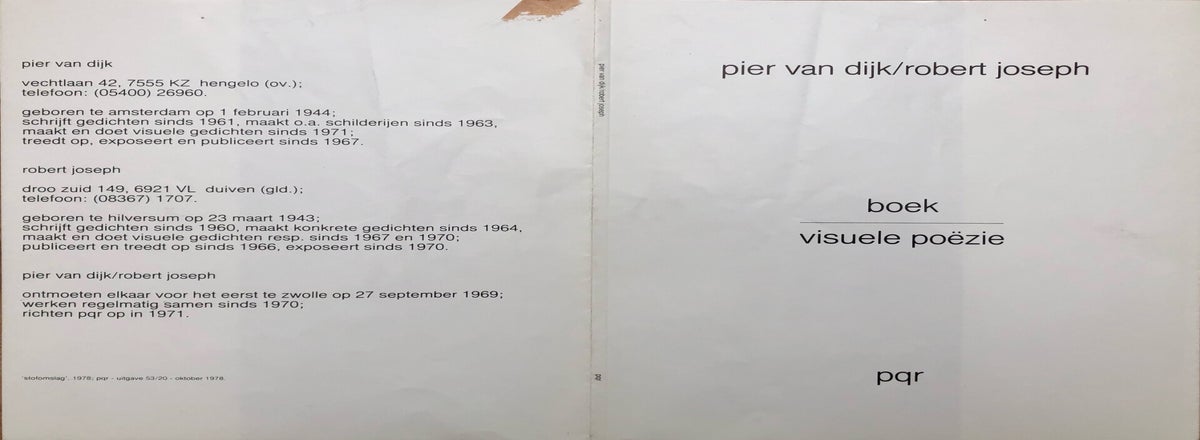 pier van dijk
vechtlaan 42, 7555 KZ hengelo (ov.);
telefoon: (05400) 26960.
geboren te amsterdam op 1 februari 1944;
schrijft gedichten sinds 1961, maakt o.a. schilderijen sinds 1963,
maakt en doet visuele gedichten sinds 1971;
treedt op, exposeert en publiceert sinds 1967.
robert joseph
droo zuid 149, 6921 VL duiven (gld.);
telefoon: (08367) 1707.
geboren te hilversum op 23 maart 1943;
schrijft gedichten sinds 1960, maakt konkrete gedichten sinds 1964,
maakt en doet visuele gedichten resp. sinds 1967 en 1970;
publiceert en treedt op sinds 1966, exposeert sinds 1970.
pier van dijk/robert joseph
ontmoeten elkaar voor het eerst te zwolle op 27 september 1969;
werken regelmatig samen sinds 1970;
richten pqr op in 1971.
'stofomslag', 1978; pqr - uitgave 53/20 - oktober 1978.
pier van dijk/robert joseph
pqr
pier van dijk/robert joseph
boek
visuele poëzie
pqr